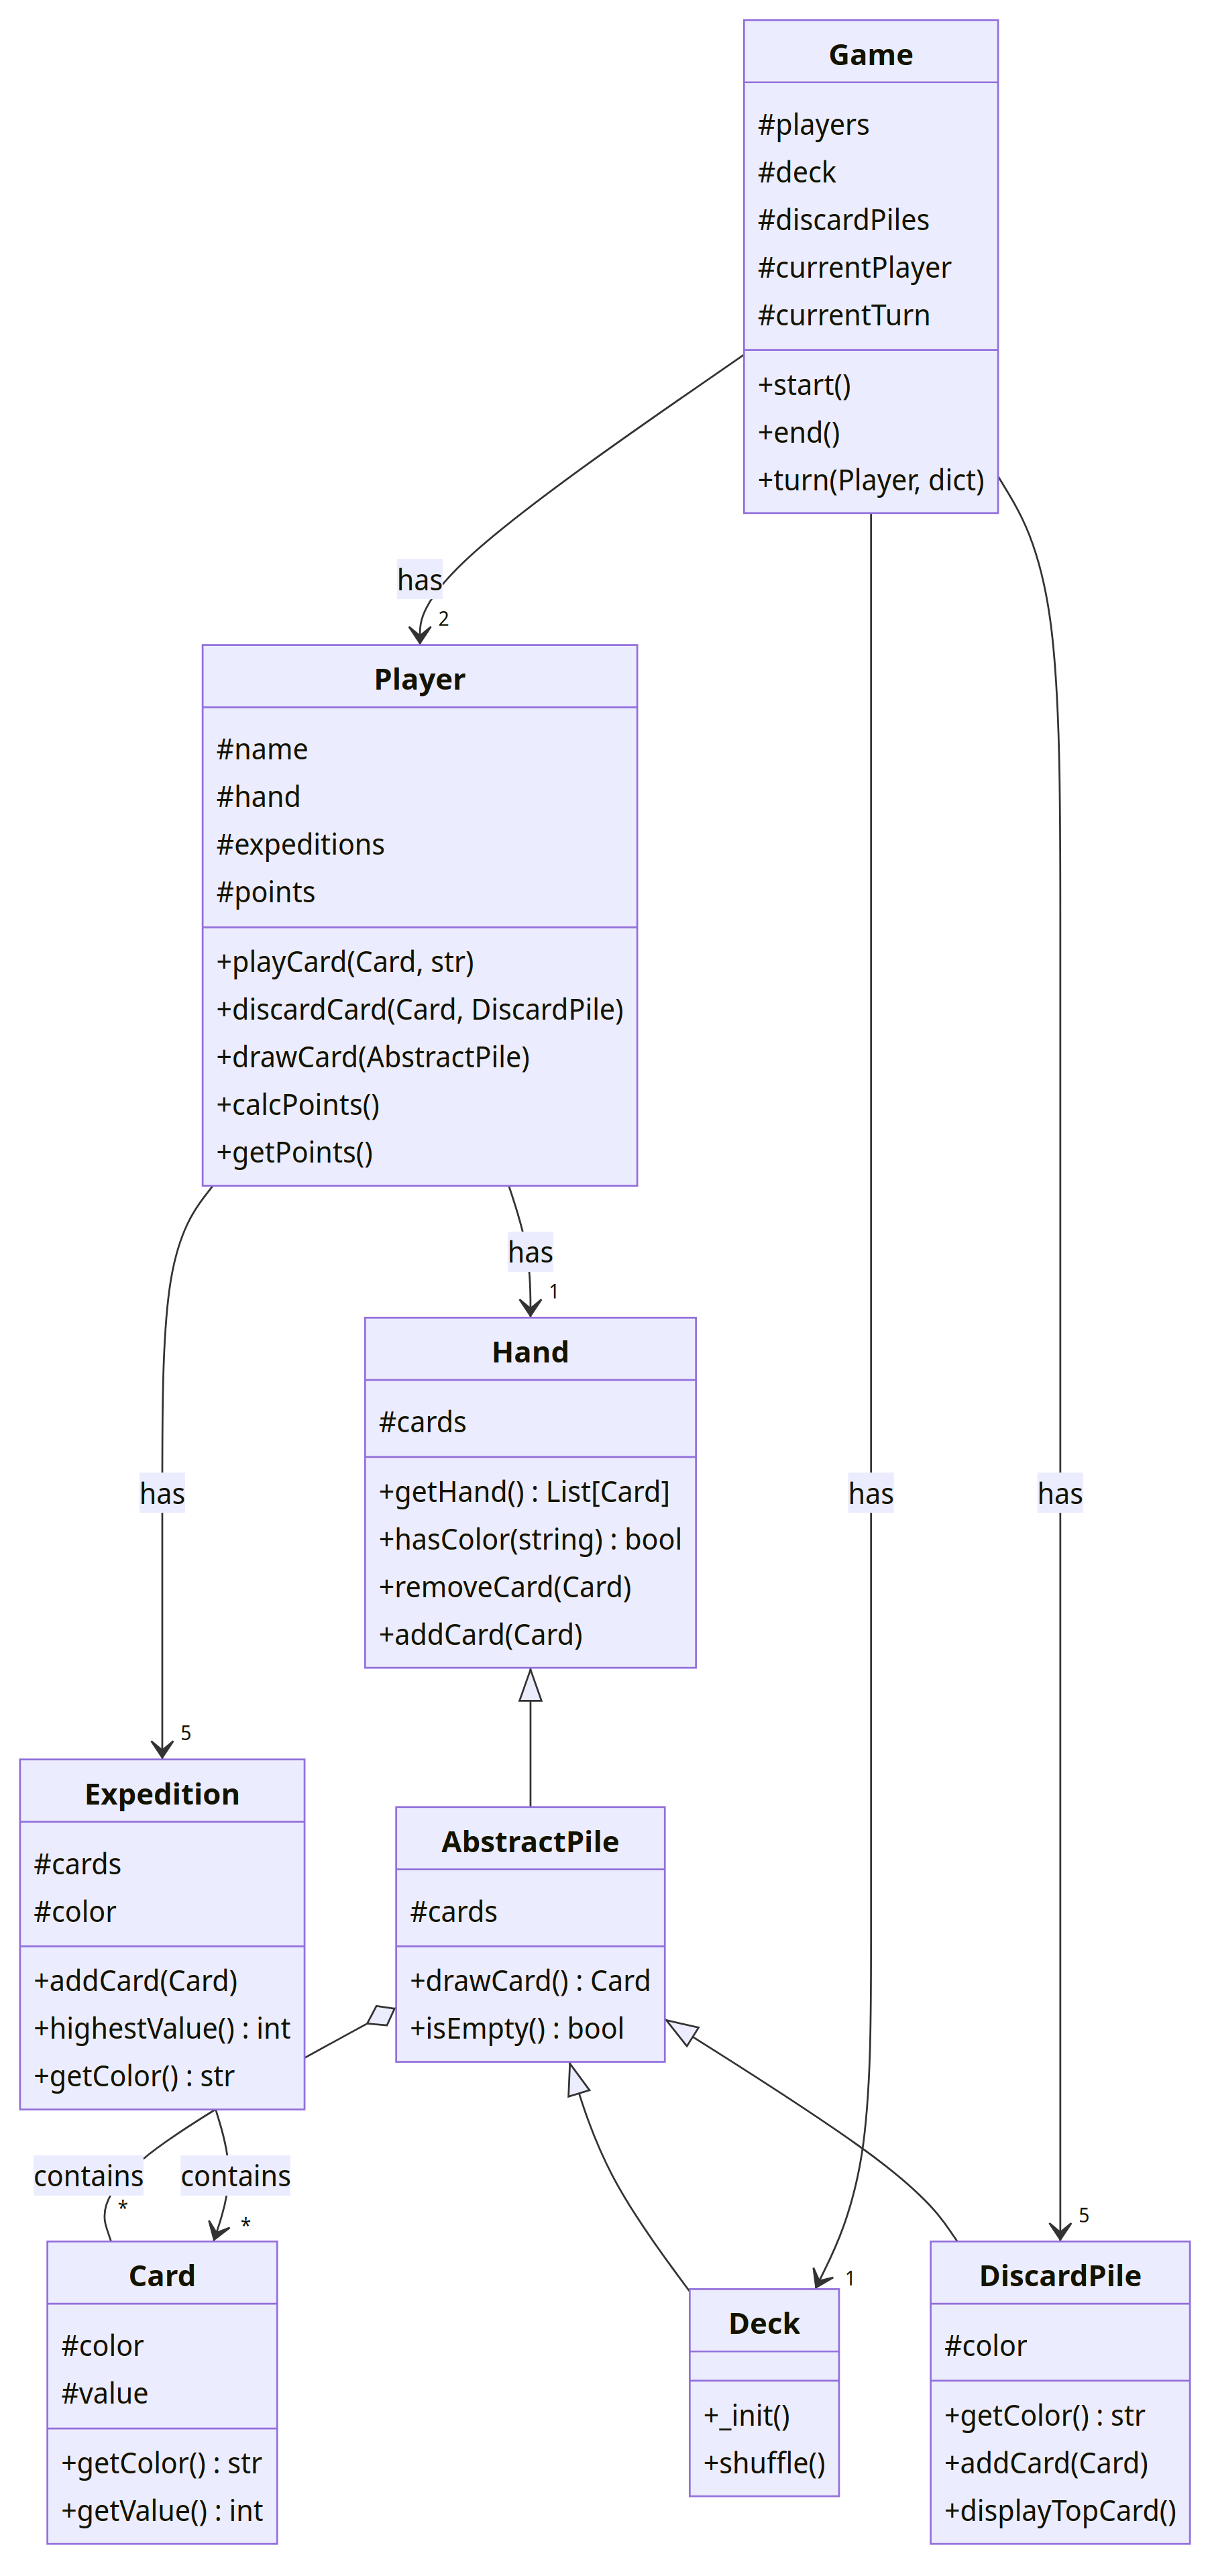 Game
#players
#deck
#discardPiles
#currentPlayer
#currentTurn
+start()
+end()
+turn(Player, dict)
has
2
Player
#name
#hand
#expeditions
#points
+playCard(Card, str)
+discardCard(Card, DiscardPile)
+drawCard(AbstractPile)
+calcPoints()
+getPoints()
has
1
Hand
#cards
+getHand() : List[Card]
+hasColor(string) : bool
+removeCard(Card)
+addCard(Card)
has
has
has
5
Expedition
#cards
#color
+addCard(Card)
+highestValue() : int
+getColor() : str
AbstractPile
#cards
+drawCard() : Card
+isEmpty() : bool
contains
contains
*
*
5
1
Card
#color
#value
+getColor() : str
+getValue() : int
Deck
+_init()
+shuffle()
DiscardPile
#color
+getColor() : str
+addCard(Card)
+displayTopCard()